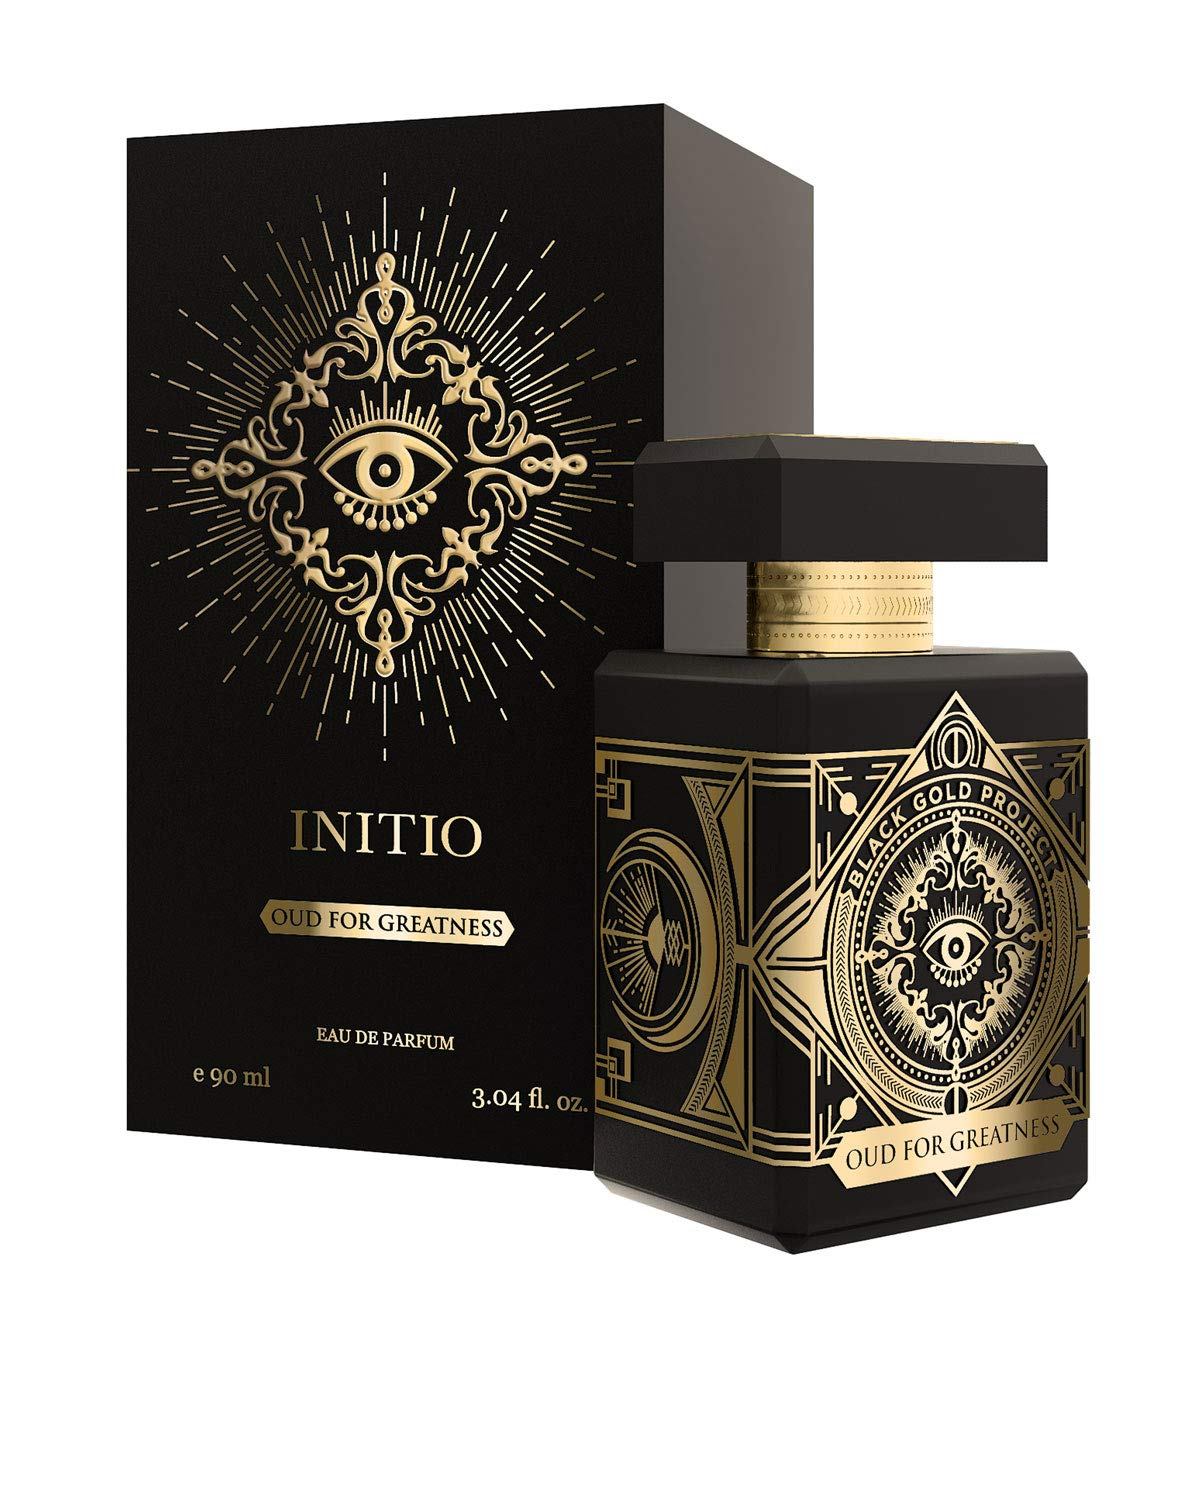 INITIO
OUD FOR GREATNESS
EAU DE PARFUM
e 90 ml
3.04 fl. oz.
BLACK GOLD PROJECT
OUD FOR GREATNESS